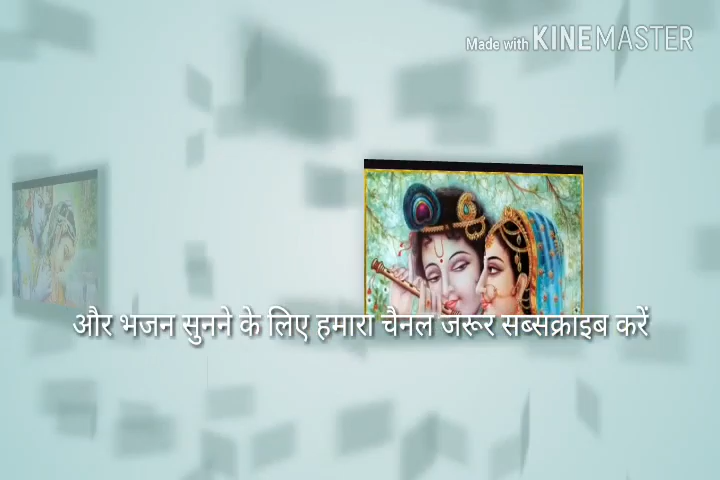 Made with KINEMASTER
और भजन सुनने के लिए हमारा चैनल जरूर सब्सक्राइब करें